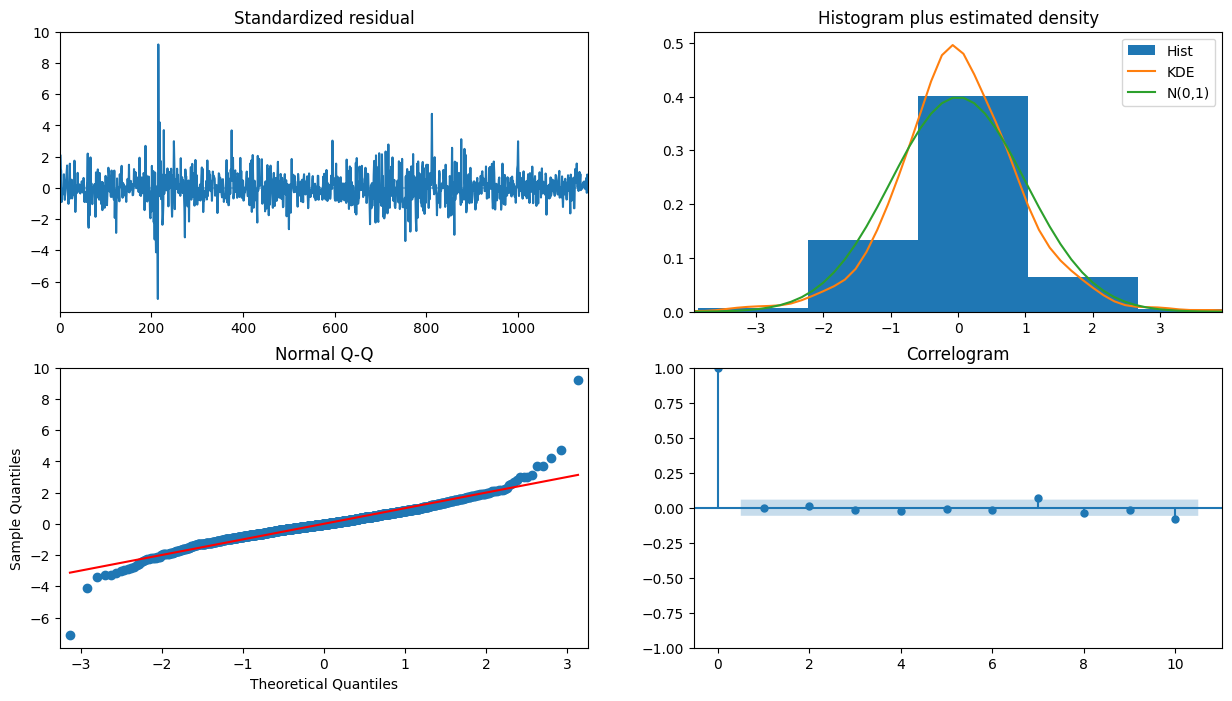 Standardized residual
10
8
6
4
2
0
−2
−4
−6
0 200 400 600 800 1000
Histogram plus estimated density
0.5
0.4
0.3
0.2
0.1
0.0
−3 −2 −1 0 1 2 3
Hist
KDE
N(0,1)
Normal Q-Q
Sample Quantiles
10
8
6
4
2
0
−2
−4
−6
−3 −2 −1 0 1 2 3
Theoretical Quantiles
Correlogram
1.00
0.75
0.50
0.25
0.00
−0.25
−0.50
−0.75
−1.00
0 2 4 6 8 10